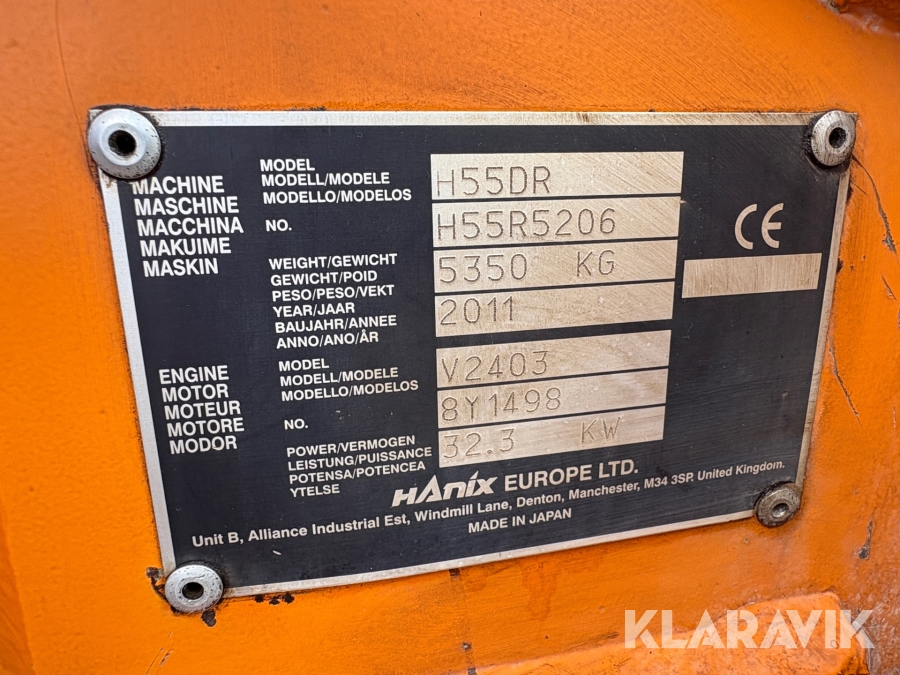 MACHINE
MASCHINE
MACCHINA
MAKUIME
MASKIN
MODEL
MODELL/MODELE
MODELLO/MODELOS
H55DR
NO.
H55R5206
WEIGHT/GEWICHT
GEWICHT/POID
PESO/PESO/VEKT
5350 KG
YEAR/JAAR
BAUJAHR/ANNEE
ANNO/ANO/ÅR
2011
CE
ENGINE
MOTOR
MOTEUR
MOTORE
MODOR
MODEL
MODELL/MODELE
MODELLO/MODELOS
V2403
NO.
8Y1498
POWER/VERMOGEN
LEISTUNG/PUISSANCE
POTENSA/POTENCEA
YTELSE
32.3 KW
HANIX EUROPE LTD.
Unit B, Alliance Industrial Est, Windmill Lane, Denton, Manchester, M34 3SP. United Kingdom.
MADE IN JAPAN
KLARAVIK